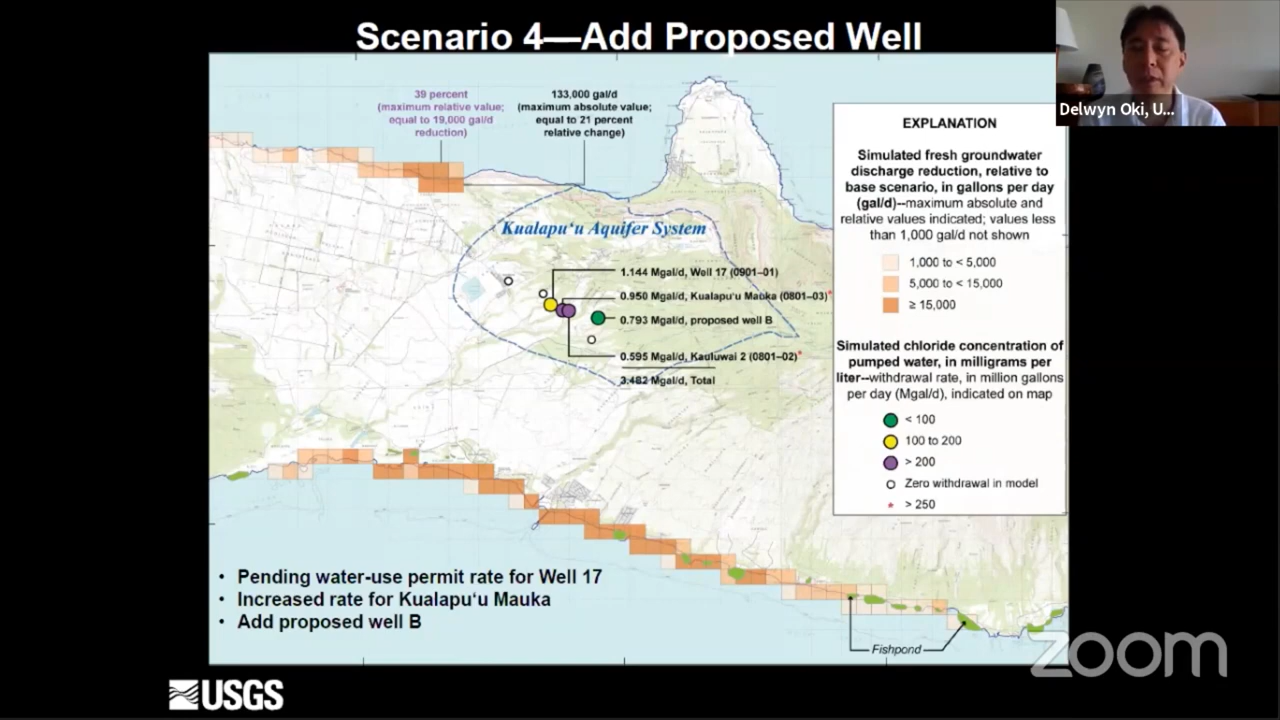 Scenario 4—Add Proposed Well
Delwyn Oki, U...
39 percent
(maximum relative value;
equal to 19,000 gal/d
reduction)
133,000 gal/d
(maximum absolute value;
equal to 21 percent
relative change)
Kualapuʻu Aquifer System
1.144 Mgal/d, Well 17 (0901–01)
0.950 Mgal/d, Kualapuʻu Mauka (0801–03)*
0.793 Mgal/d, proposed well B
0.595 Mgal/d, Kauluwai 2 (0801–02)*
3.482 Mgal/d, Total
EXPLANATION
Simulated fresh groundwater
discharge reduction, relative to
base scenario, in gallons per day
(gal/d)--maximum absolute and
relative values indicated; values less
than 1,000 gal/d not shown
1,000 to < 5,000
5,000 to < 15,000
≥ 15,000
Simulated chloride concentration of
pumped water, in milligrams per
liter--withdrawal rate, in million gallons
per day (Mgal/d), indicated on map
< 100
100 to 200
> 200
Zero withdrawal in model
* > 250
• Pending water-use permit rate for Well 17
• Increased rate for Kualapuʻu Mauka
• Add proposed well B
Fishpond
zoom
USGS